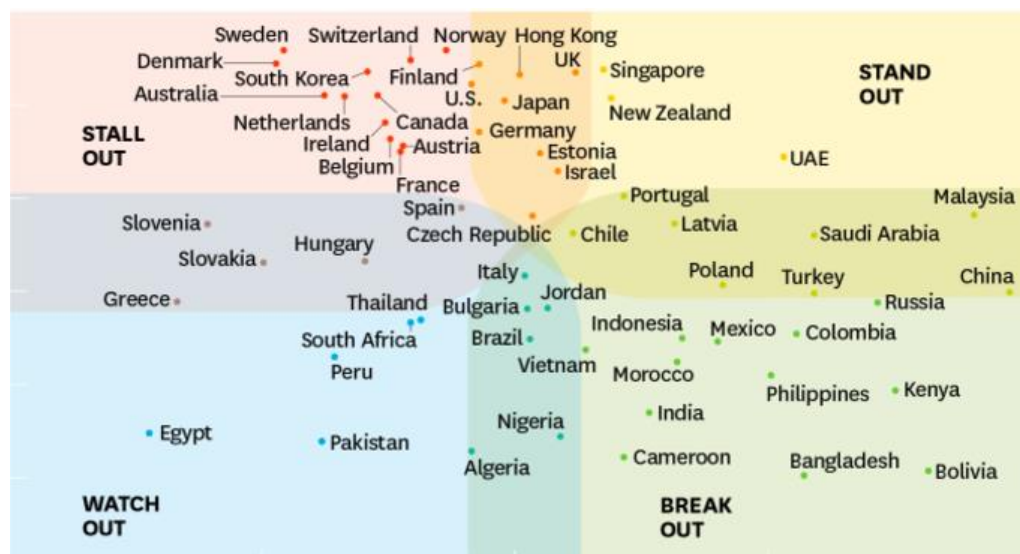 Sweden
Switzerland
Norway
Hong Kong
Denmark
South Korea
Finland
UK
Singapore
STAND
OUT
Australia
U.S.
Japan
New Zealand
Netherlands
Canada
Germany
STALL
OUT
Ireland
Austria
Estonia
Belgium
Israel
UAE
France
Portugal
Malaysia
Spain
Slovenia
Czech Republic
Chile
Latvia
Saudi Arabia
Hungary
Slovakia
Italy
Poland
Turkey
China
Greece
Thailand
Bulgaria
Jordan
Russia
South Africa
Brazil
Indonesia
Mexico
Colombia
Peru
Vietnam
Morocco
Philippines
Kenya
Nigeria
India
Egypt
Pakistan
Algeria
Cameroon
Bangladesh
Bolivia
WATCH
OUT
BREAK
OUT